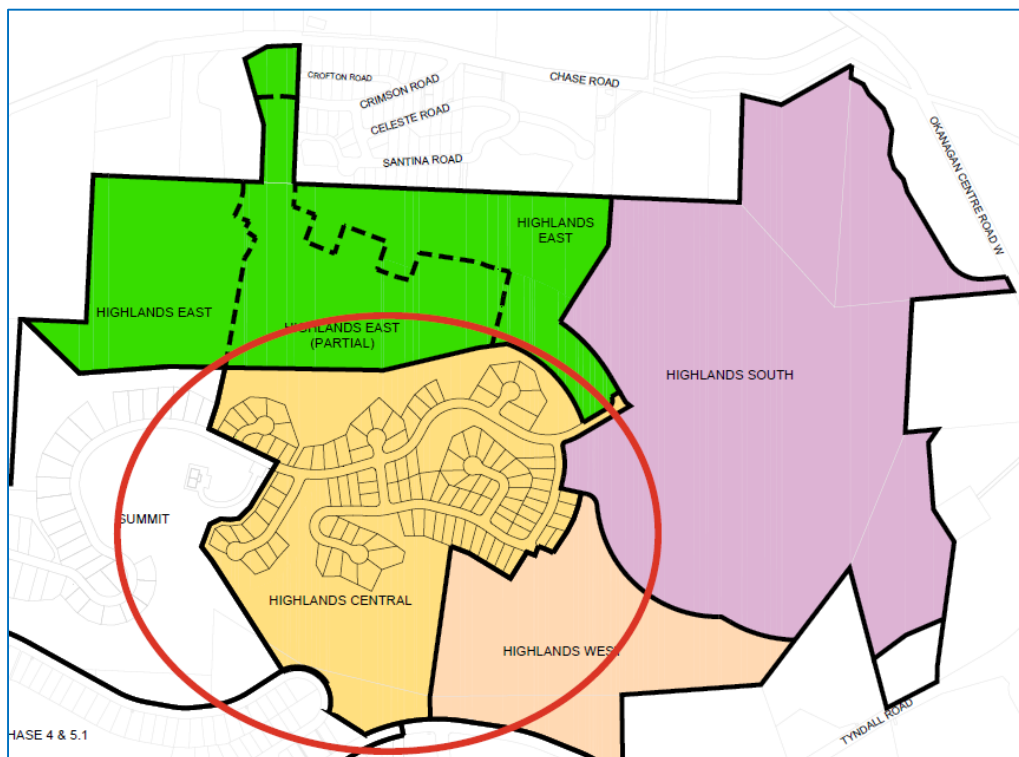 CROFTON ROAD
CHASE ROAD
CRIMSON ROAD
CELESTE ROAD
SANTINA ROAD
OKANAGAN CENTRE ROAD W
HIGHLANDS
EAST
HIGHLANDS EAST
HIGHLANDS EAST
(PARTIAL)
HIGHLANDS SOUTH
SUMMIT
HIGHLANDS CENTRAL
HIGHLANDS WEST
TYNDALL ROAD
HASE 4 & 5.1